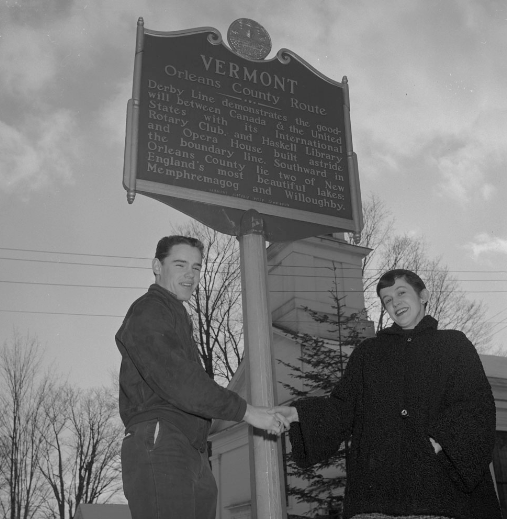 VERMONT
Orleans County Route
Derby Line demonstrates the good-
will between Canada & the United
States with its International
Rotary Club, and Haskell Library
and Opera House built astride
the boundary line. Southward in
Orleans County lie two of New
England's most beautiful lakes;
Memphremagog and Willoughby.